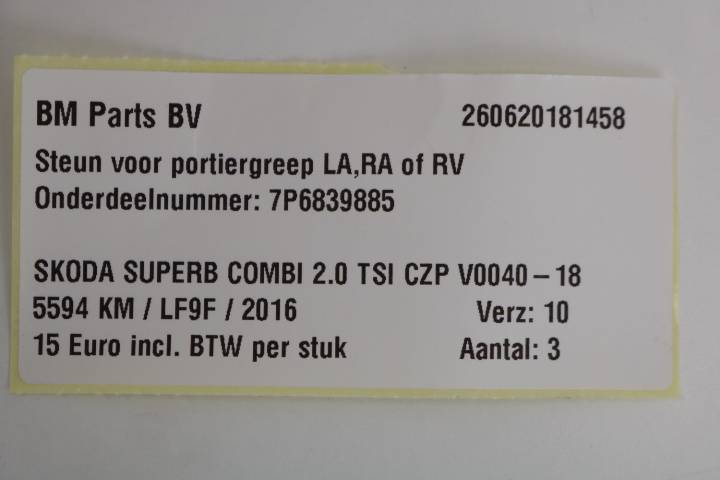 BM Parts BV 260620181458
Steun voor portiergreep LA,RA of RV
Onderdeelnummer: 7P6839885
SKODA SUPERB COMBI 2.0 TSI CZP V0040-18
5594 KM / LF9F / 2016 Verz: 10
15 Euro incl. BTW per stuk Aantal: 3